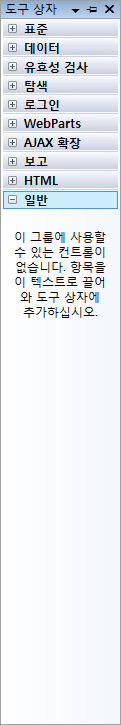 도구 상자
표준
데이터
유효성 검사
탐색
로그인
WebParts
AJAX 확장
보고
HTML
일반
이 그룹에 사용할
수 있는 컨트롤이
없습니다. 항목을
이 텍스트로 끌어
와 도구 상자에
추가하십시오.